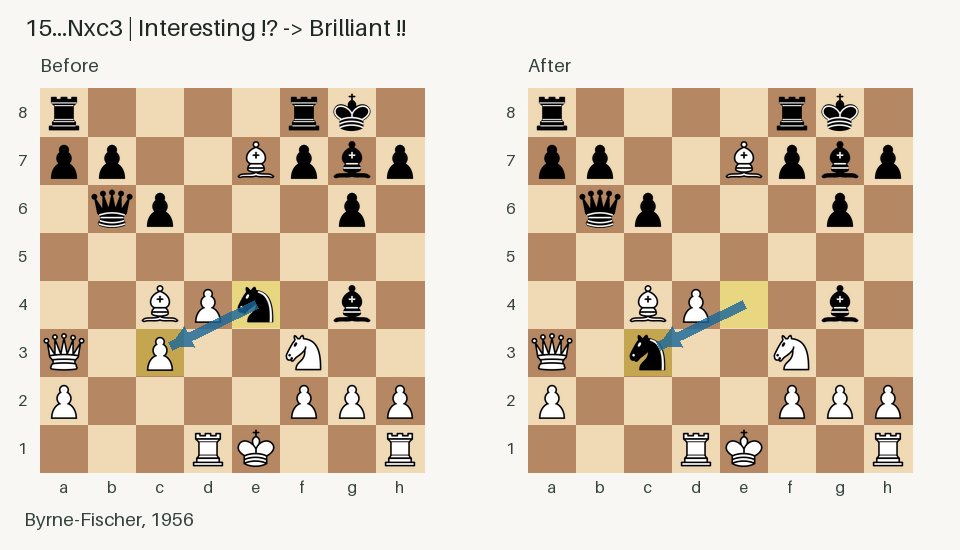 15...Nxc3 | Interesting !? -> Brilliant !!
Before
After
8
7
6
5
4
3
2
1
a b c d e f g h
8
7
6
5
4
3
2
1
a b c d e f g h
Byrne-Fischer, 1956